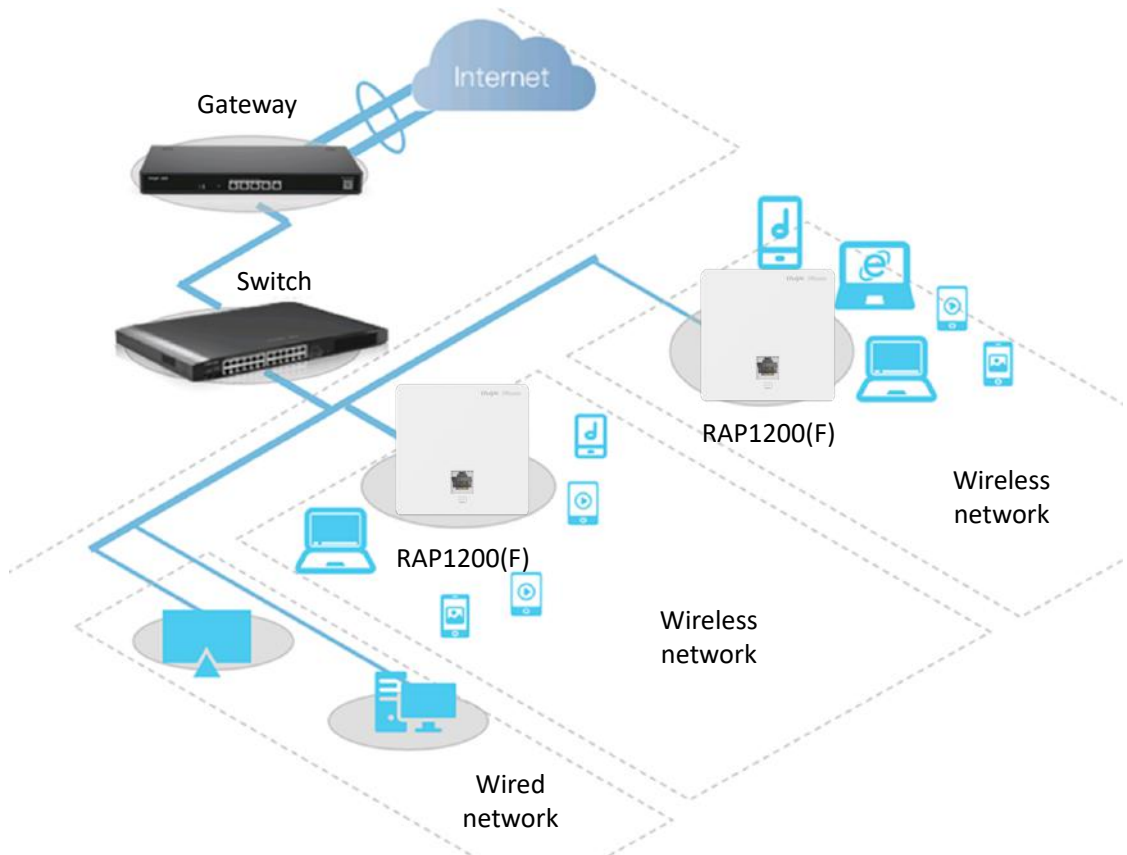 Internet
Gateway
Switch
RAP1200(F)
Wireless
network
RAP1200(F)
Wireless
network
Wired
network